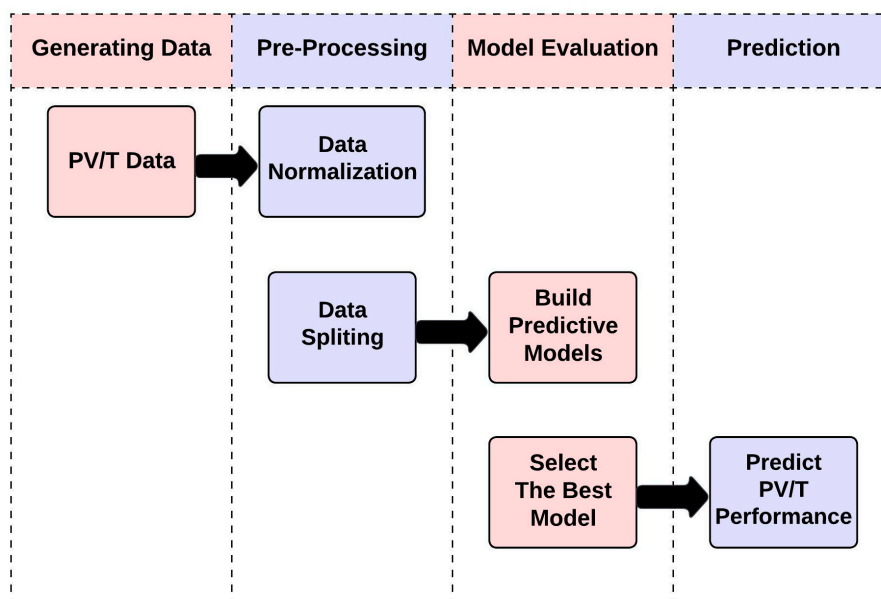 Generating Data
Pre-Processing
Model Evaluation
Prediction
PV/T Data
Data
Normalization
Data
Spliting
Build
Predictive
Models
Select
The Best
Model
Predict
PV/T
Performance